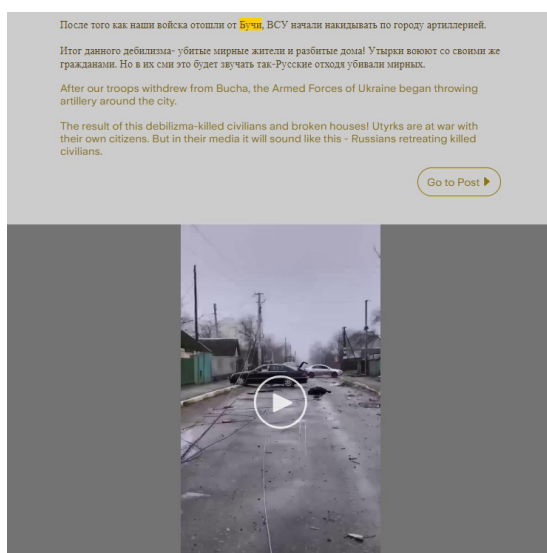 После того как наши войска отошли от Бучи, ВСУ начали накидывать по городу артиллерией.
Итог данного дебилизма- убитые мирные жители и разбитые дома! Утырки воюют со своими же
гражданами. Но в их сми это будет звучать так-Русские отходя убивали мирных.
After our troops withdrew from Bucha, the Armed Forces of Ukraine began throwing
artillery around the city.
The result of this debilizma-killed civilians and broken houses! Utyrks are at war with
their own citizens. But in their media it will sound like this - Russians retreating killed
civilians.
Go to Post